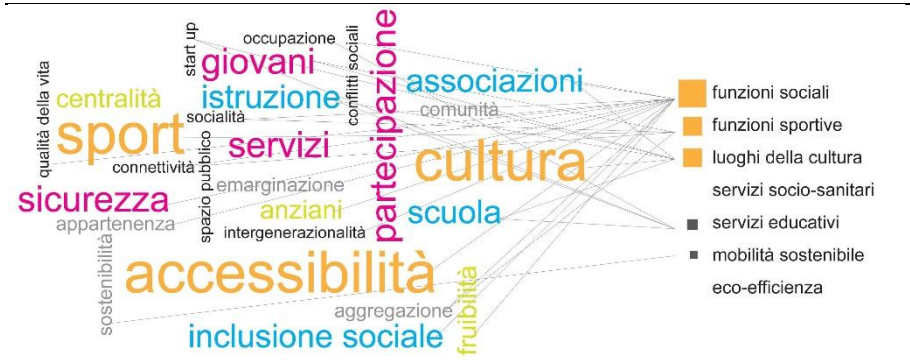 start up
occupazione
conflitti sociali
partecipazione
giovani
associazioni
qualità della vita
centralità
istruzione
comunità
socialità
sport
servizi
cultura
connettività
spazio pubblico
emarginazione
sicurezza
anziani
scuola
appartenenza
intergenerazionalità
sostenibilità
accessibilità
fruibilità
aggregazione
inclusione sociale
funzioni sociali
funzioni sportive
luoghi della cultura
servizi socio-sanitari
servizi educativi
mobilità sostenibile
eco-efficienza